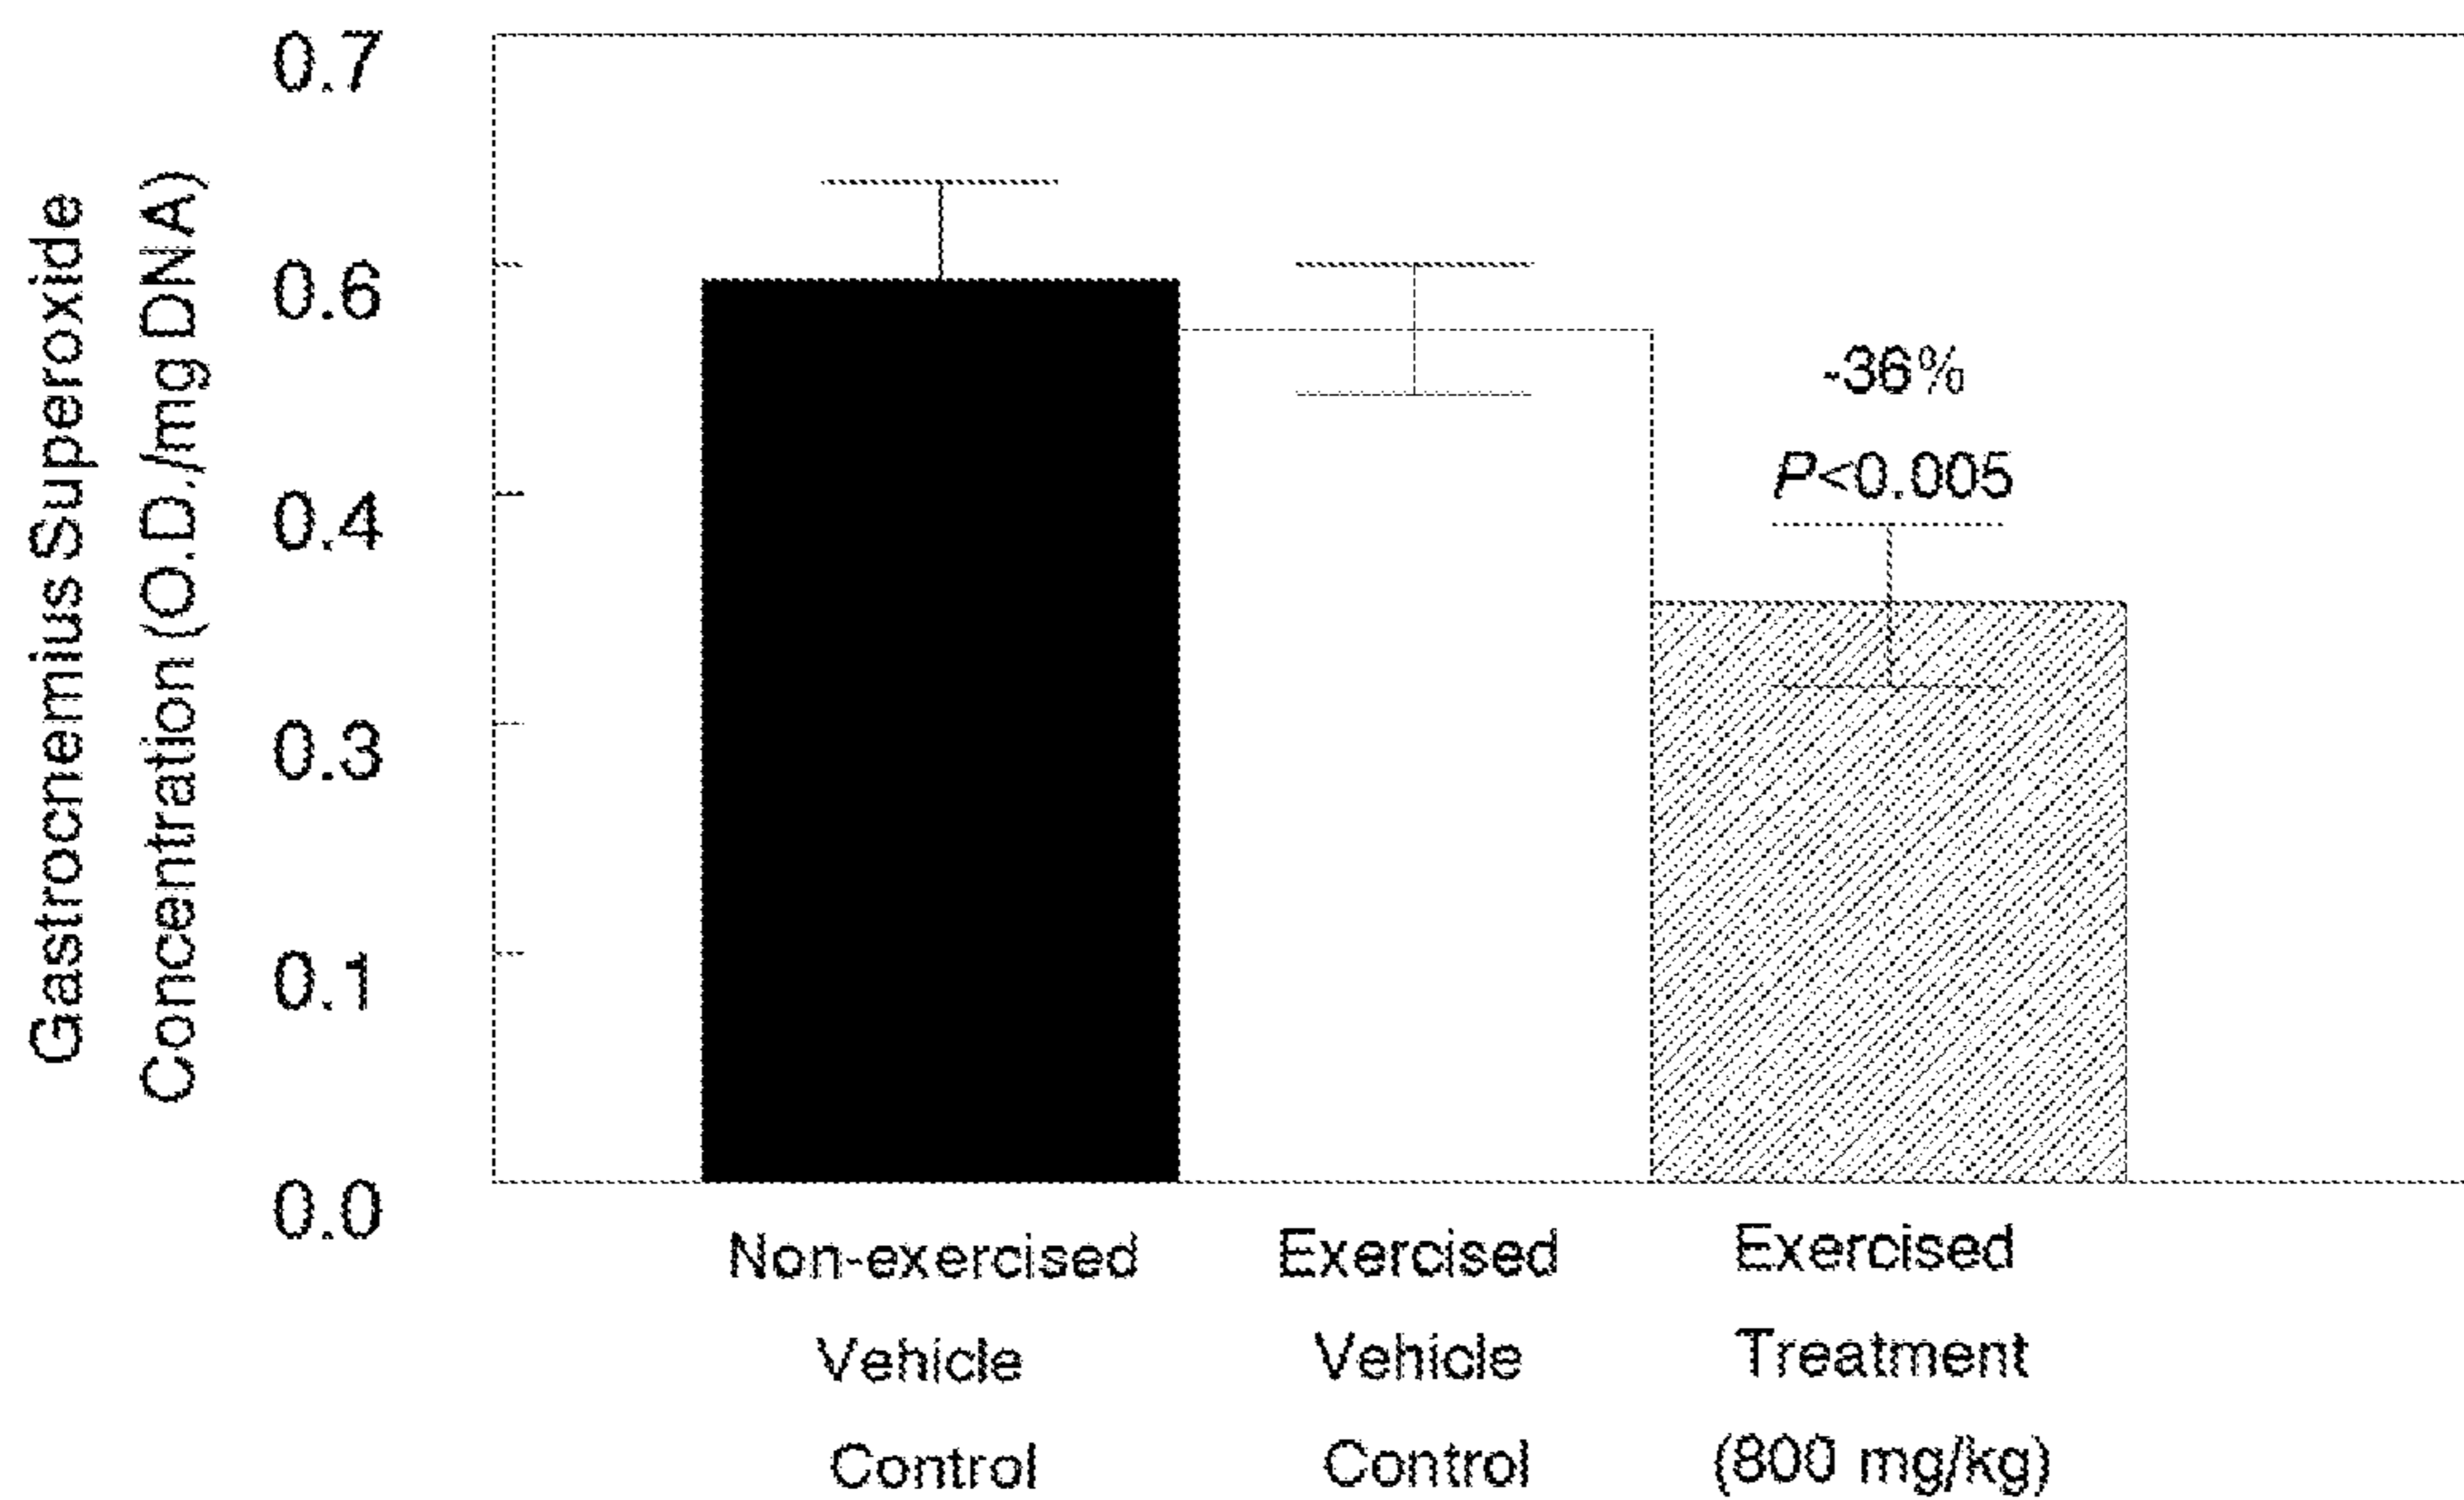 Gastrocnemius Superoxide
Concentration (O.D./mg DNA)
0.7
0.6
0.4
0.3
0.1
0.0
-36%
P<0.005
Non-exercised
Vehicle
Control
Exercised
Vehicle
Control
Exercised
Treatment
(800 mg/kg)